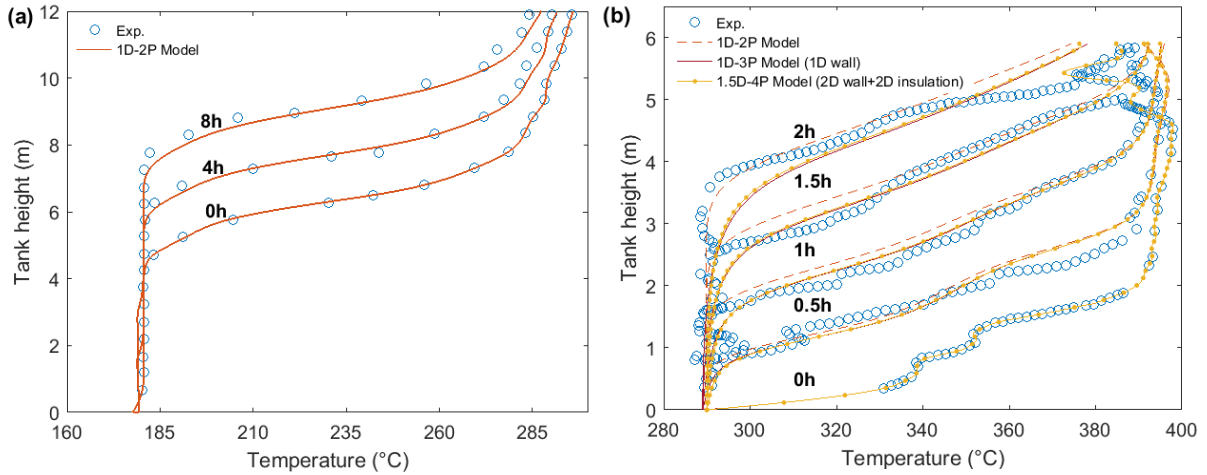 (a)
Exp.
1D-2P Model
8h
4h
0h
12
10
8
6
4
2
0
Tank height (m)
160 185 210 235 260 285
Temperature (°C)
(b)
Exp.
1D-2P Model
1D-3P Model (1D wall)
1.5D-4P Model (2D wall+2D insulation)
2h
1.5h
1h
0.5h
0h
6
5
4
3
2
1
0
Tank height (m)
280 300 320 340 360 380 400
Temperature (°C)